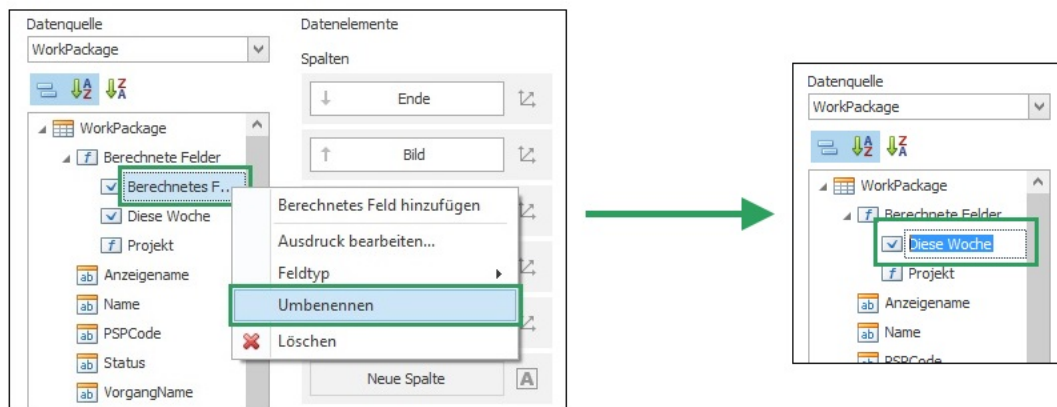 Datenquelle
WorkPackage
WorkPackage
Berechnete Felder
Berechnetes F...
Diese Woche
Projekt
Anzeigename
Name
PSPCode
Status
VorgangName
Datenelemente
Spalten
Ende
Bild
Neue Spalte
Berechnetes Feld hinzufügen
Ausdruck bearbeiten...
Feldtyp
Umbenennen
Löschen
Datenquelle
WorkPackage
WorkPackage
Berechnete Felder
Diese Woche
Projekt
Anzeigename
Name
PSPCode